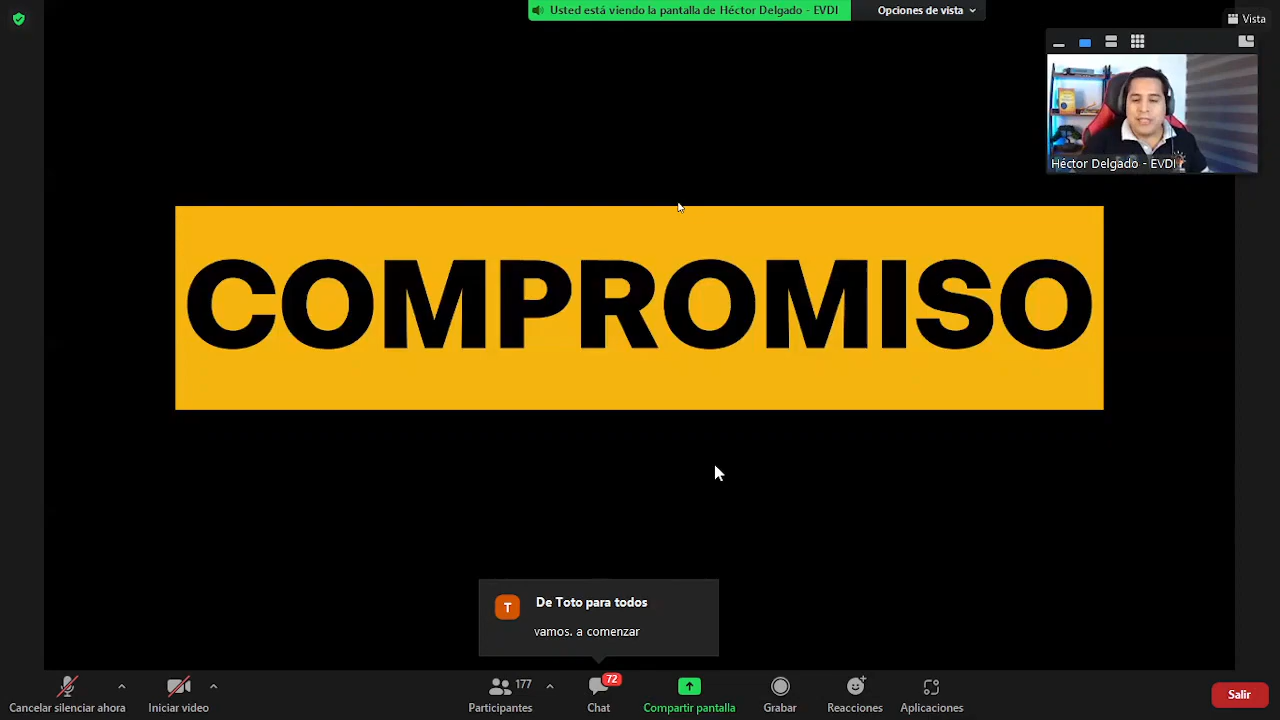 Usted está viendo la pantalla de Héctor Delgado - EVDI
Opciones de vista
Vista
Héctor Delgado - EVDI
COMPROMISO
T
De Toto para todos
vamos. a comenzar
Cancelar silenciar ahora
Iniciar video
177
Participantes
72
Chat
Compartir pantalla
Grabar
Reacciones
Aplicaciones
Salir